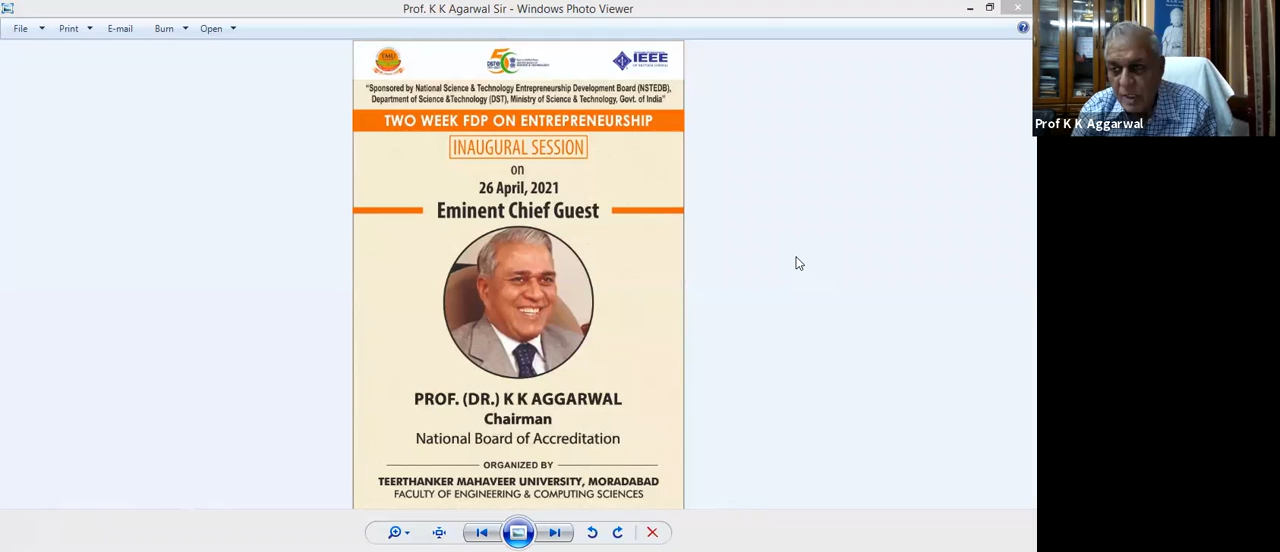 Prof. K K Agarwal Sir - Windows Photo Viewer
File Print E-mail Burn Open
TMU
DST
IEEE
"Sponsored by National Science & Technology Entrepreneurship Development Board (NSTEDB),
Department of Science &Technology (DST), Ministry of Science & Technology, Govt. of India"
TWO WEEK FDP ON ENTREPRENEURSHIP
INAUGURAL SESSION
on
26 April, 2021
Eminent Chief Guest
PROF. (DR.) K K AGGARWAL
Chairman
National Board of Accreditation
ORGANIZED BY
TEERTHANKER MAHAVEER UNIVERSITY, MORADABAD
FACULTY OF ENGINEERING & COMPUTING SCIENCES
Prof K K Aggarwal